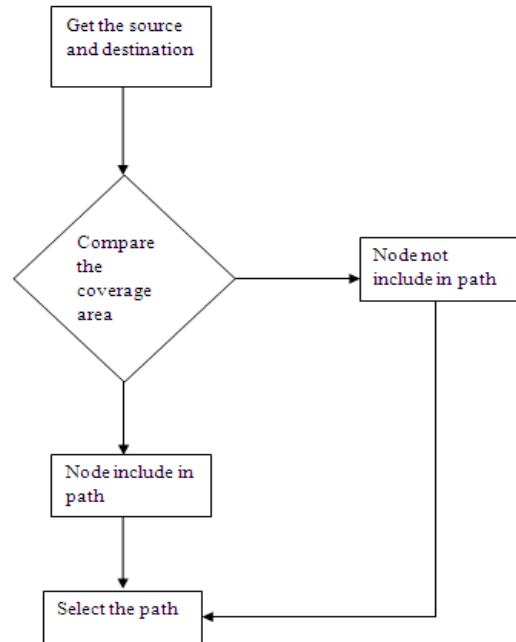 Get the source
and destination
Compare
the
coverage
area
Node not
include in path
Node include in
path
Select the path